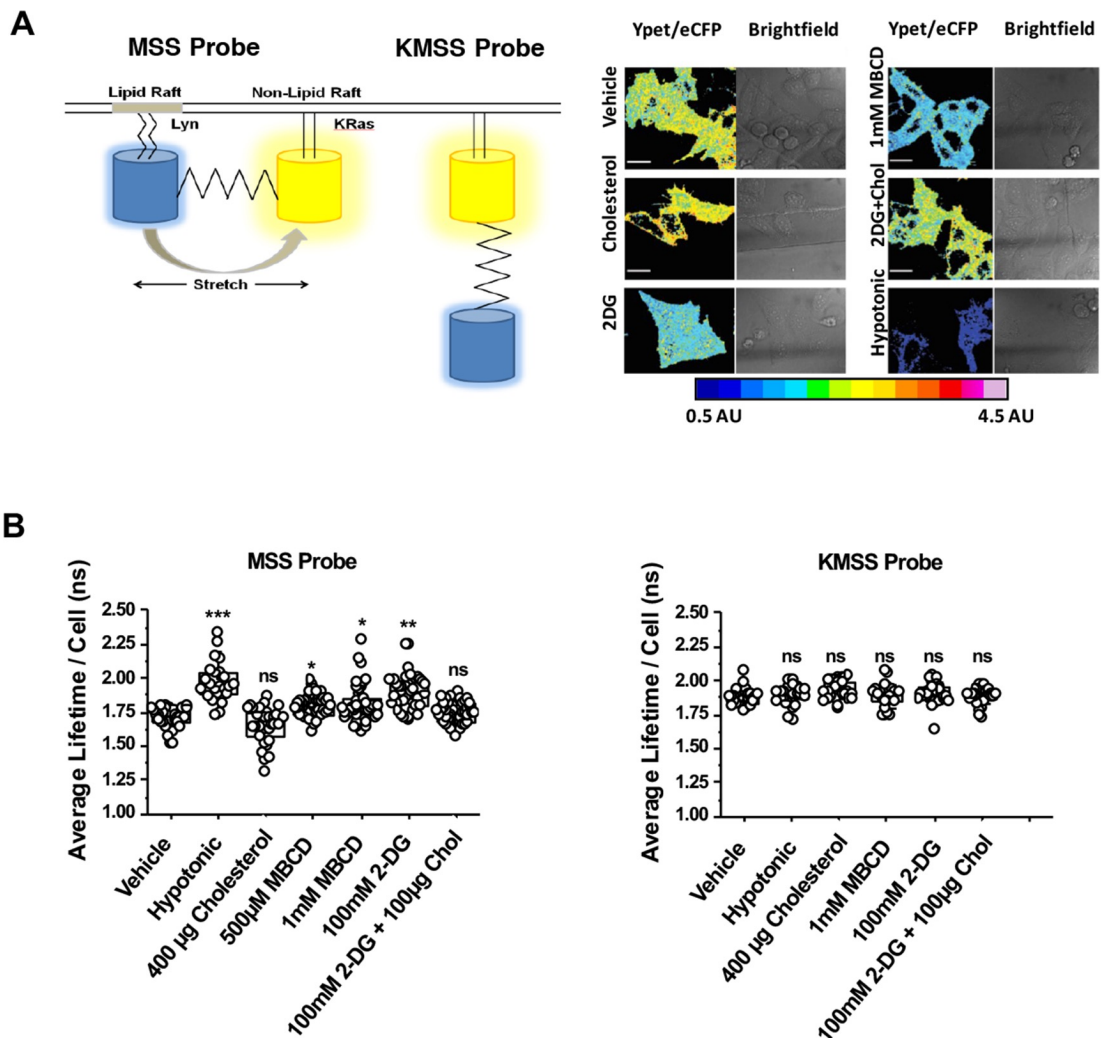 A
MSS Probe
KMSS Probe
Lipid Raft
Non-Lipid Raft
Lyn
KRas
Stretch
Ypet/eCFP
Brightfield
Ypet/eCFP
Brightfield
Vehicle
1mM MBCD
Cholesterol
2DG+Chol
2DG
Hypotonic
0.5 AU
4.5 AU
B
MSS Probe
Average Lifetime / Cell (ns)
2.50
2.25
2.00
1.75
1.50
1.25
1.00
***
ns
*
*
**
ns
Vehicle
Hypotonic
400 µg Cholesterol
500µM MBCD
1mM MBCD
100mM 2-DG
100mM 2-DG + 100µg Chol
KMSS Probe
Average Lifetime / Cell (ns)
2.50
2.25
2.00
1.75
1.50
1.25
1.00
ns
ns
ns
ns
ns
Vehicle
Hypotonic
400 µg Cholesterol
1mM MBCD
100mM 2-DG
100mM 2-DG + 100µg Chol